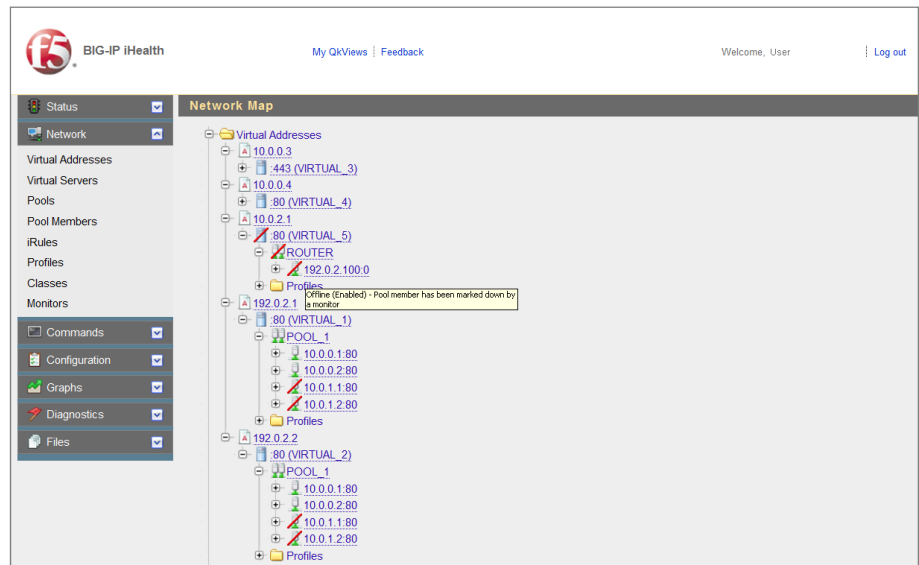 f5 BIG-IP iHealth
My QkViews Feedback
Welcome, User
Log out
Status
Network
Virtual Addresses
Virtual Servers
Pools
Pool Members
iRules
Profiles
Classes
Monitors
Commands
Configuration
Graphs
Diagnostics
Files
Network Map
Virtual Addresses
A 10.0.0.3
:443 (VIRTUAL_3)
A 10.0.0.4
:80 (VIRTUAL_4)
A 10.0.2.1
:80 (VIRTUAL_5)
ROUTER
192.0.2.100:0
Profiles
Offline (Enabled) - Pool member has been marked down by
a monitor
A 192.0.2.1
:80 (VIRTUAL_1)
POOL_1
10.0.0.1:80
10.0.0.2:80
10.0.1.1:80
10.0.1.2:80
Profiles
A 192.0.2.2
:80 (VIRTUAL_2)
POOL_1
10.0.0.1:80
10.0.0.2:80
10.0.1.1:80
10.0.1.2:80
Profiles